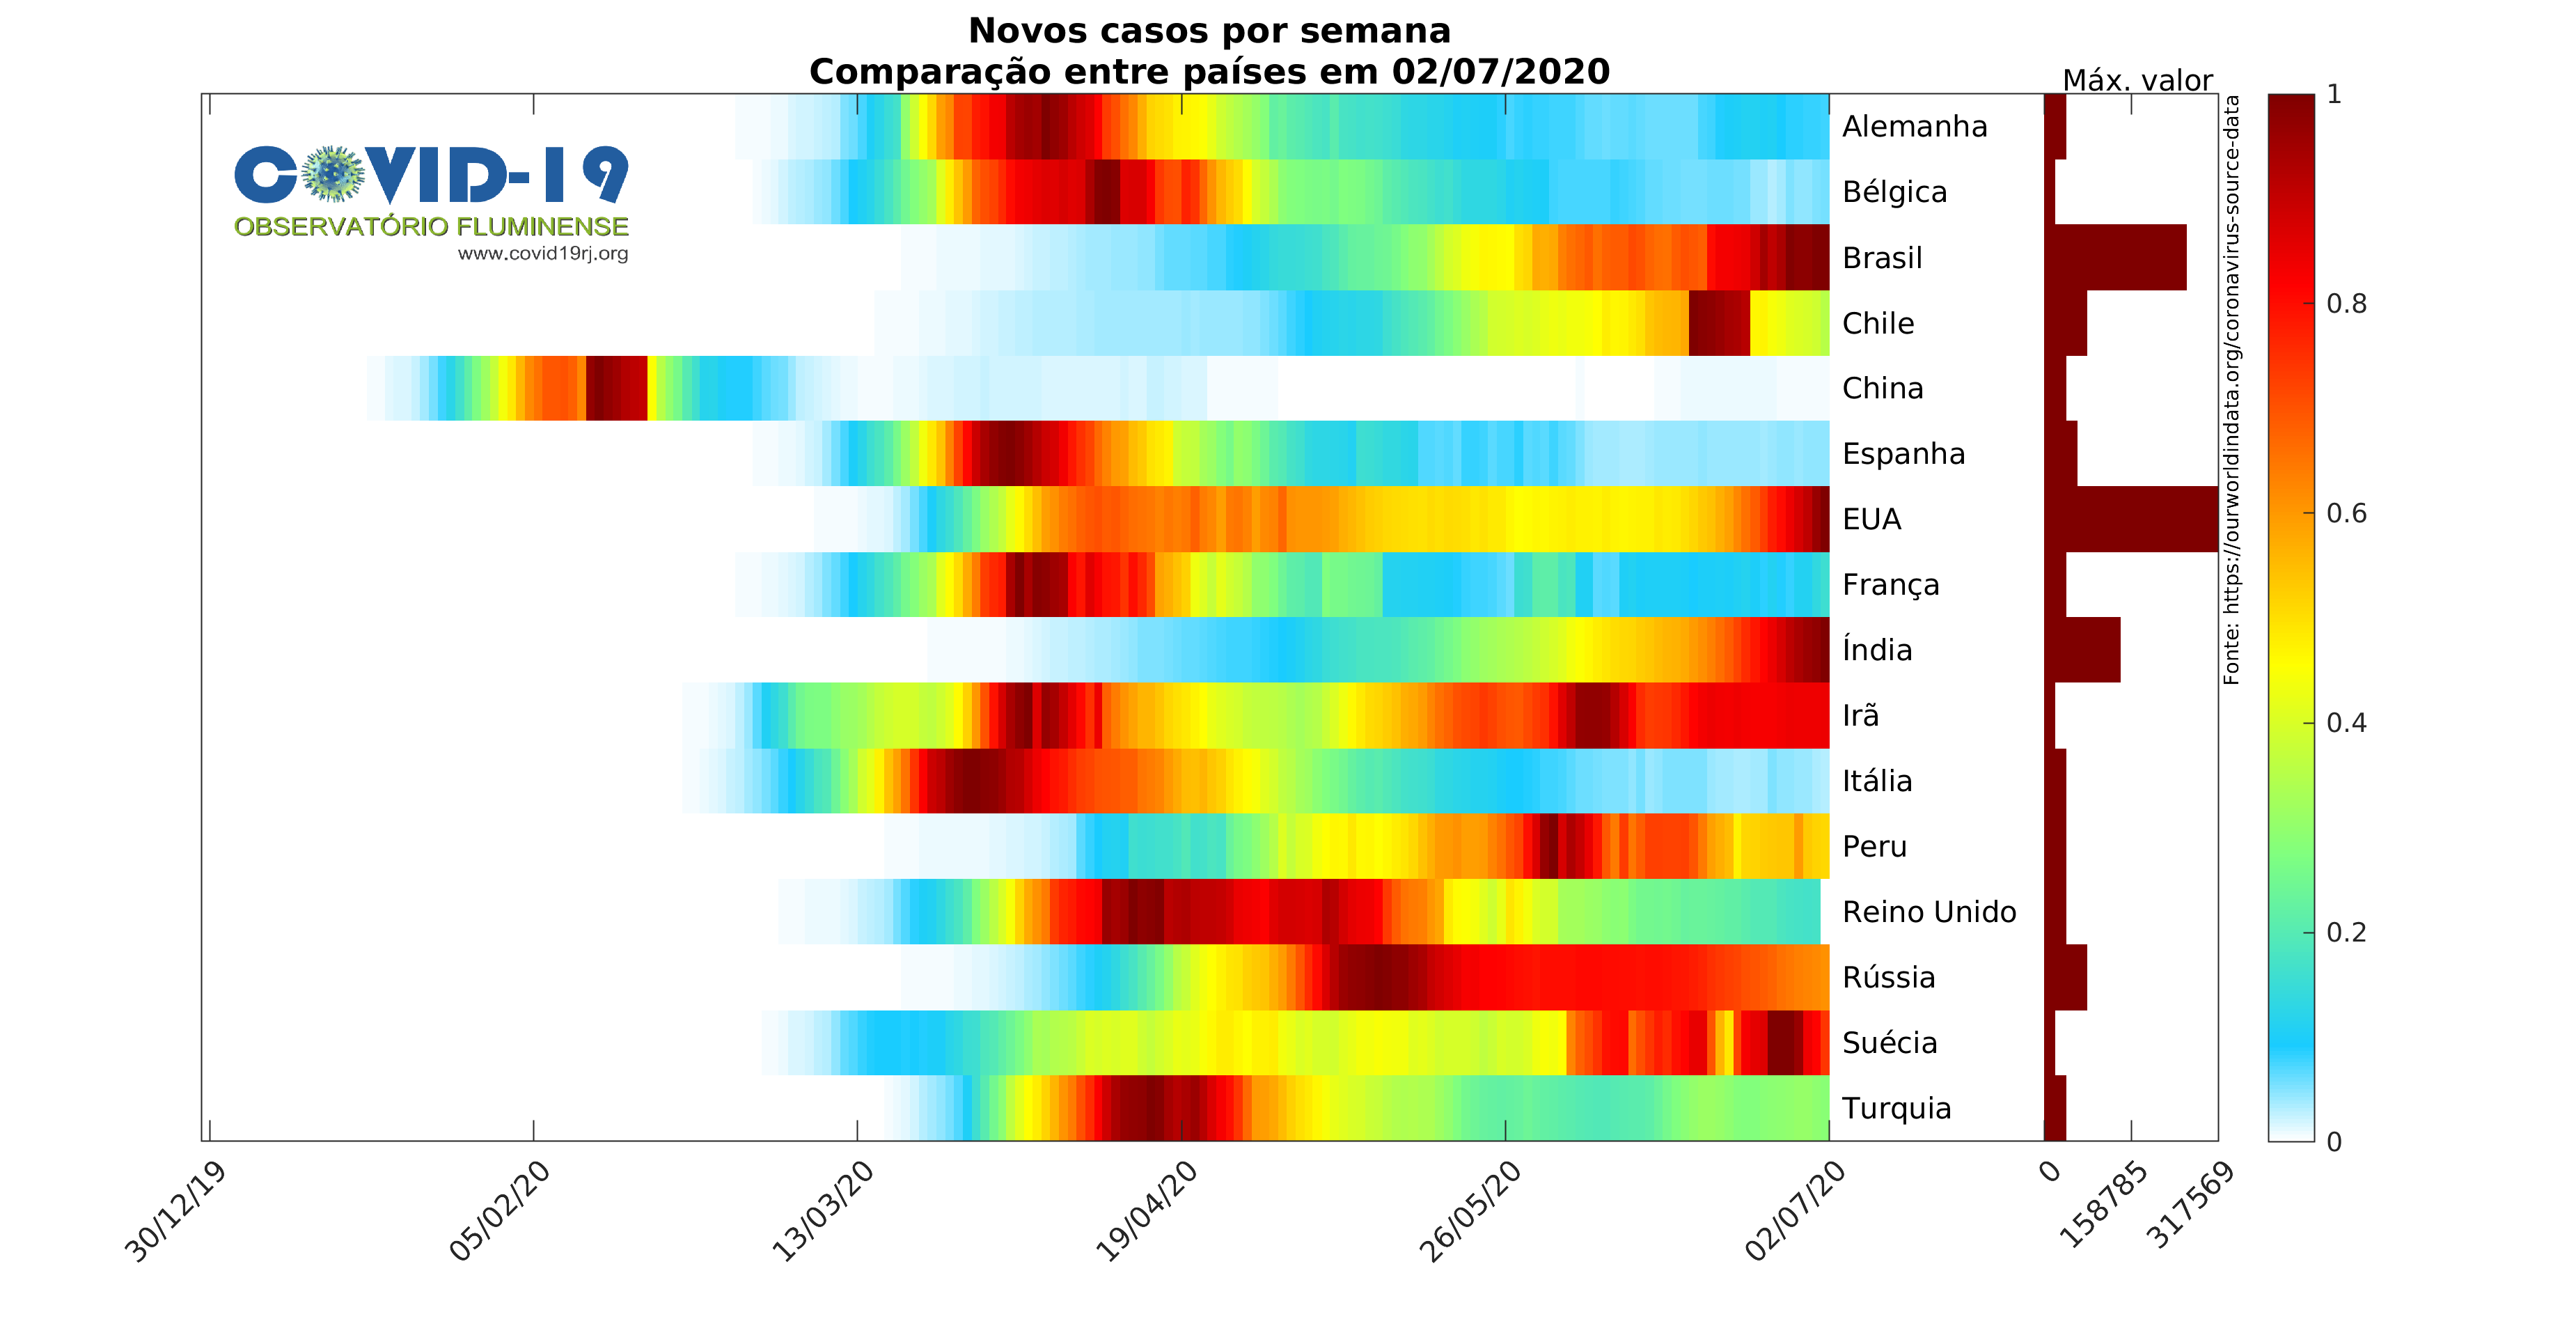 Novos casos por semana
Comparação entre países em 02/07/2020
Máx. valor
COVID-19
OBSERVATÓRIO FLUMINENSE
www.covid19rj.org
Alemanha
Bélgica
Brasil
Chile
China
Espanha
EUA
França
Índia
Irã
Itália
Peru
Reino Unido
Rússia
Suécia
Turquia
Fonte: https://ourworldindata.org/coronavirus-source-data
1
0.8
0.6
0.4
0.2
0
30/12/19
05/02/20
13/03/20
19/04/20
26/05/20
02/07/20
0
158785
317569